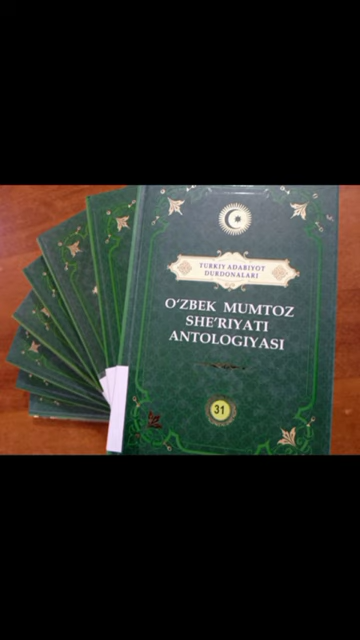 TURKIY ADABIYOT
DURDONALARI
O‘ZBEK MUMTOZ
SHE’RIYATI
ANTOLOGIYASI
31